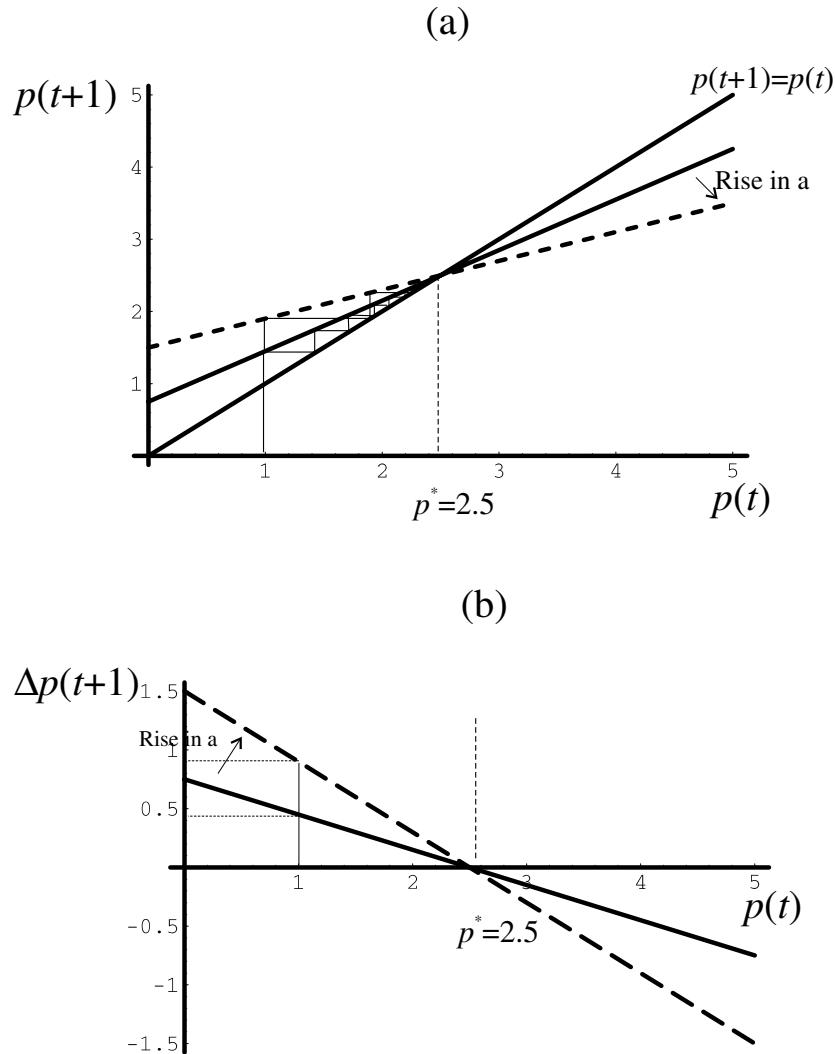 (a)
p(t+1)
p(t+1)=p(t)
5
4
Rise in a
3
2
1
1 2 3 4 5
p*=2.5
p(t)
(b)
Δp(t+1)
1.5
Rise in a
1
0.5
1 2 3 4 5
p(t)
p*=2.5
-0.5
-1
-1.5